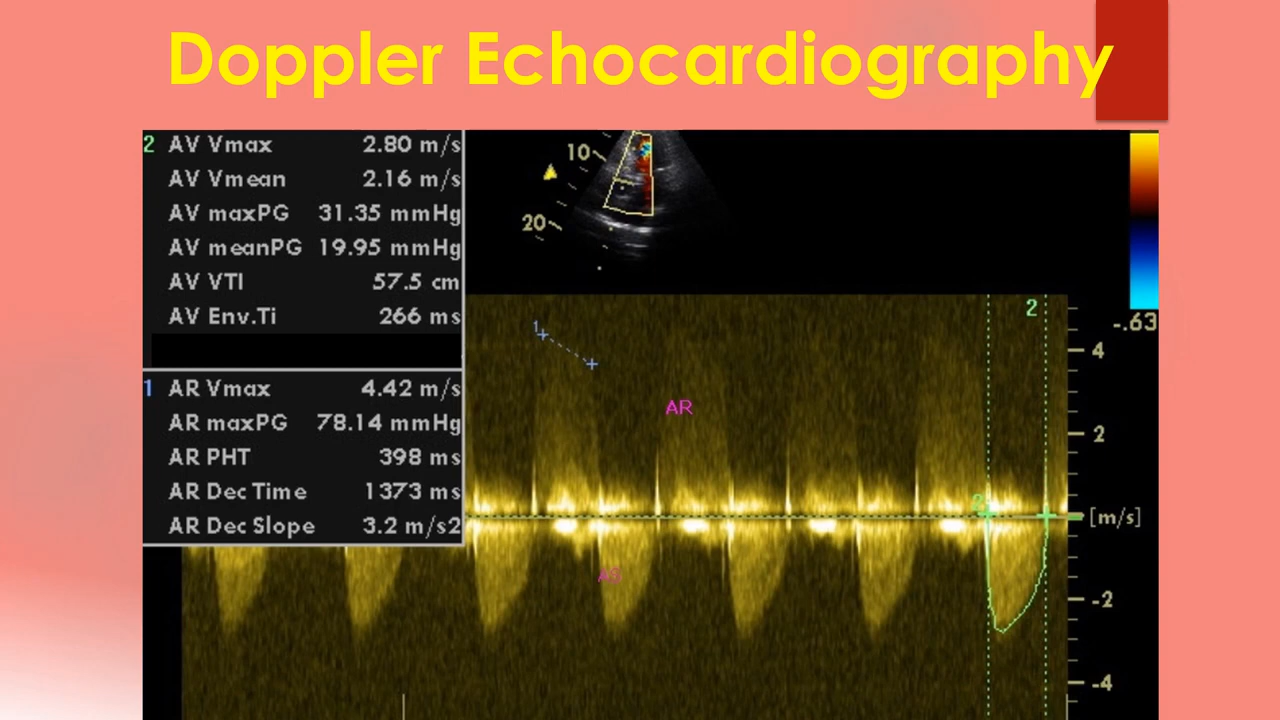 Doppler Echocardiography
2 AV Vmax 2.80 m/s
AV Vmean 2.16 m/s
AV maxPG 31.35 mmHg
AV meanPG 19.95 mmHg
AV VTI 57.5 cm
AV Env.Ti 266 ms
1 AR Vmax 4.42 m/s
AR maxPG 78.14 mmHg
AR PHT 398 ms
AR Dec Time 1373 ms
AR Dec Slope 3.2 m/s2
10
20
-.63
1
2
4
AR
2
2
[m/s]
AS
-2
-4